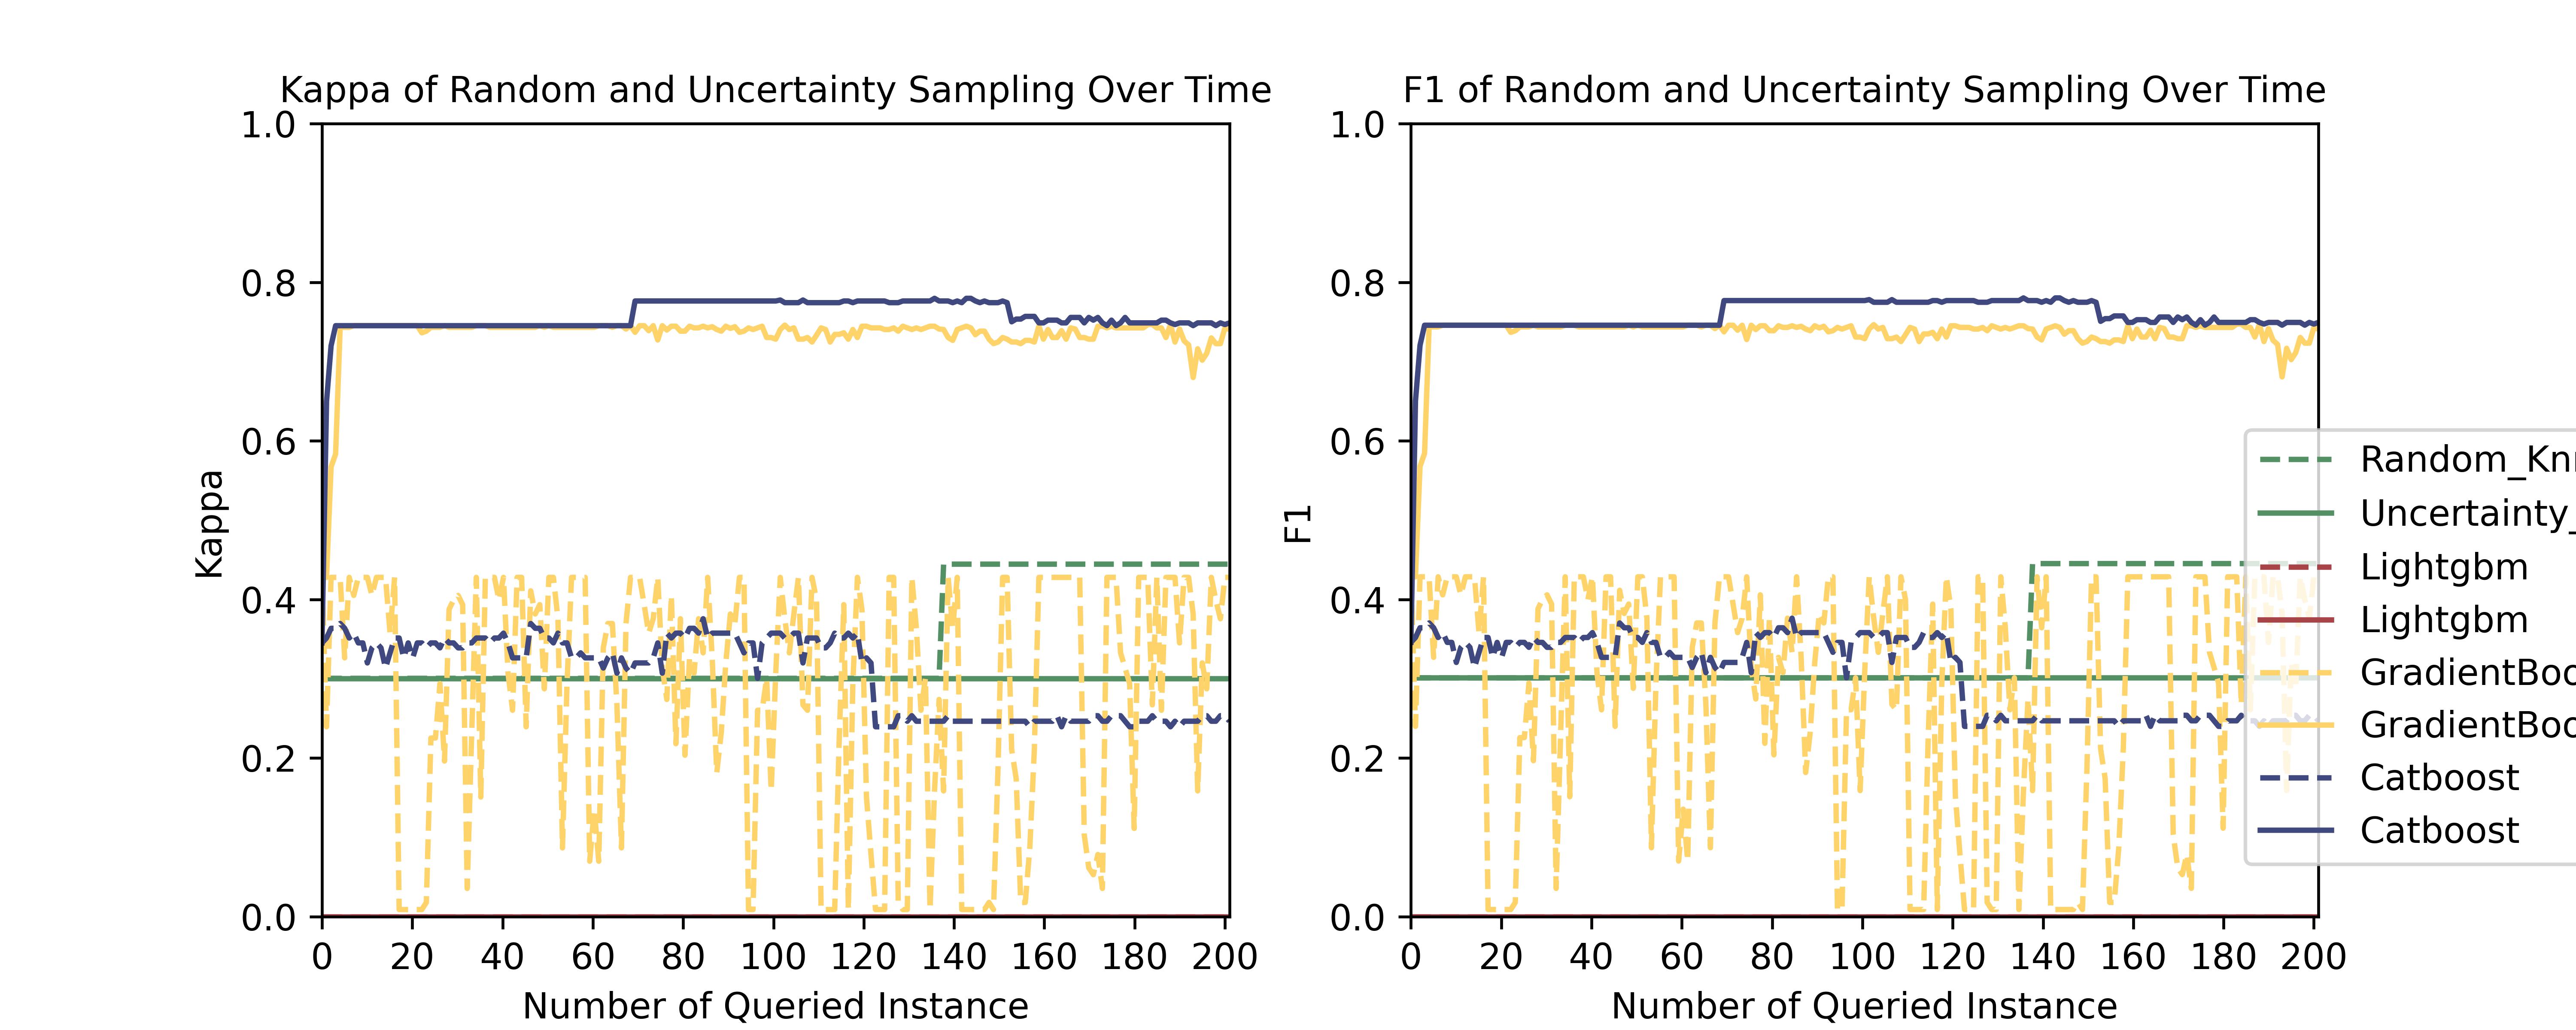 Kappa of Random and Uncertainty Sampling Over Time
1.0
0.8
0.6
0.4
0.2
0.0
Kappa
0 20 40 60 80 100 120 140 160 180 200
Number of Queried Instance
F1 of Random and Uncertainty Sampling Over Time
1.0
0.8
0.6
0.4
0.2
0.0
F1
0 20 40 60 80 100 120 140 160 180 200
Number of Queried Instance
Random_Kn
Uncertainty_
Lightgbm
Lightgbm
GradientBoo
GradientBoo
Catboost
Catboost